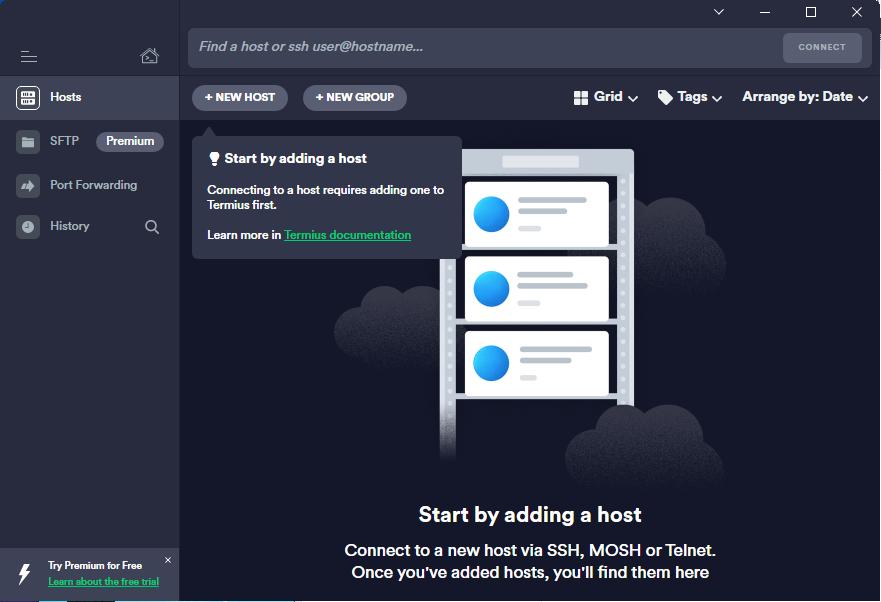 Find a host or ssh user@hostname...
CONNECT
Hosts
+ NEW HOST
+ NEW GROUP
Grid
Tags
Arrange by: Date
SFTP
Premium
Port Forwarding
History
Start by adding a host
Connecting to a host requires adding one to
Termius first.
Learn more in Termius documentation
Start by adding a host
Connect to a new host via SSH, MOSH or Telnet.
Once you've added hosts, you'll find them here
Try Premium for Free
Learn about the free trial